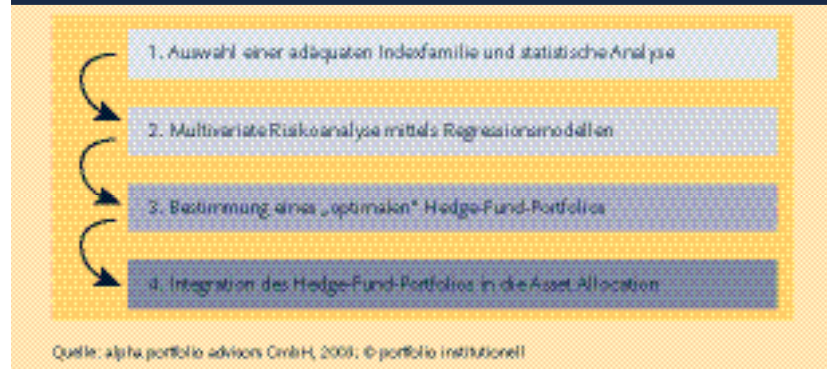 1. Auswahl einer adäquaten Indexfamilie und statistische Analyse
2. Multivariate Risikoanalyse mittels Regressionsmodellen
3. Bestimmung eines „optimalen“ Hedge-Fund-Portfolios
4. Integration des Hedge-Fund-Portfolios in die Asset Allocation
Quelle: alpha portfolio advisors GmbH, 2003; © portfolio institutionell